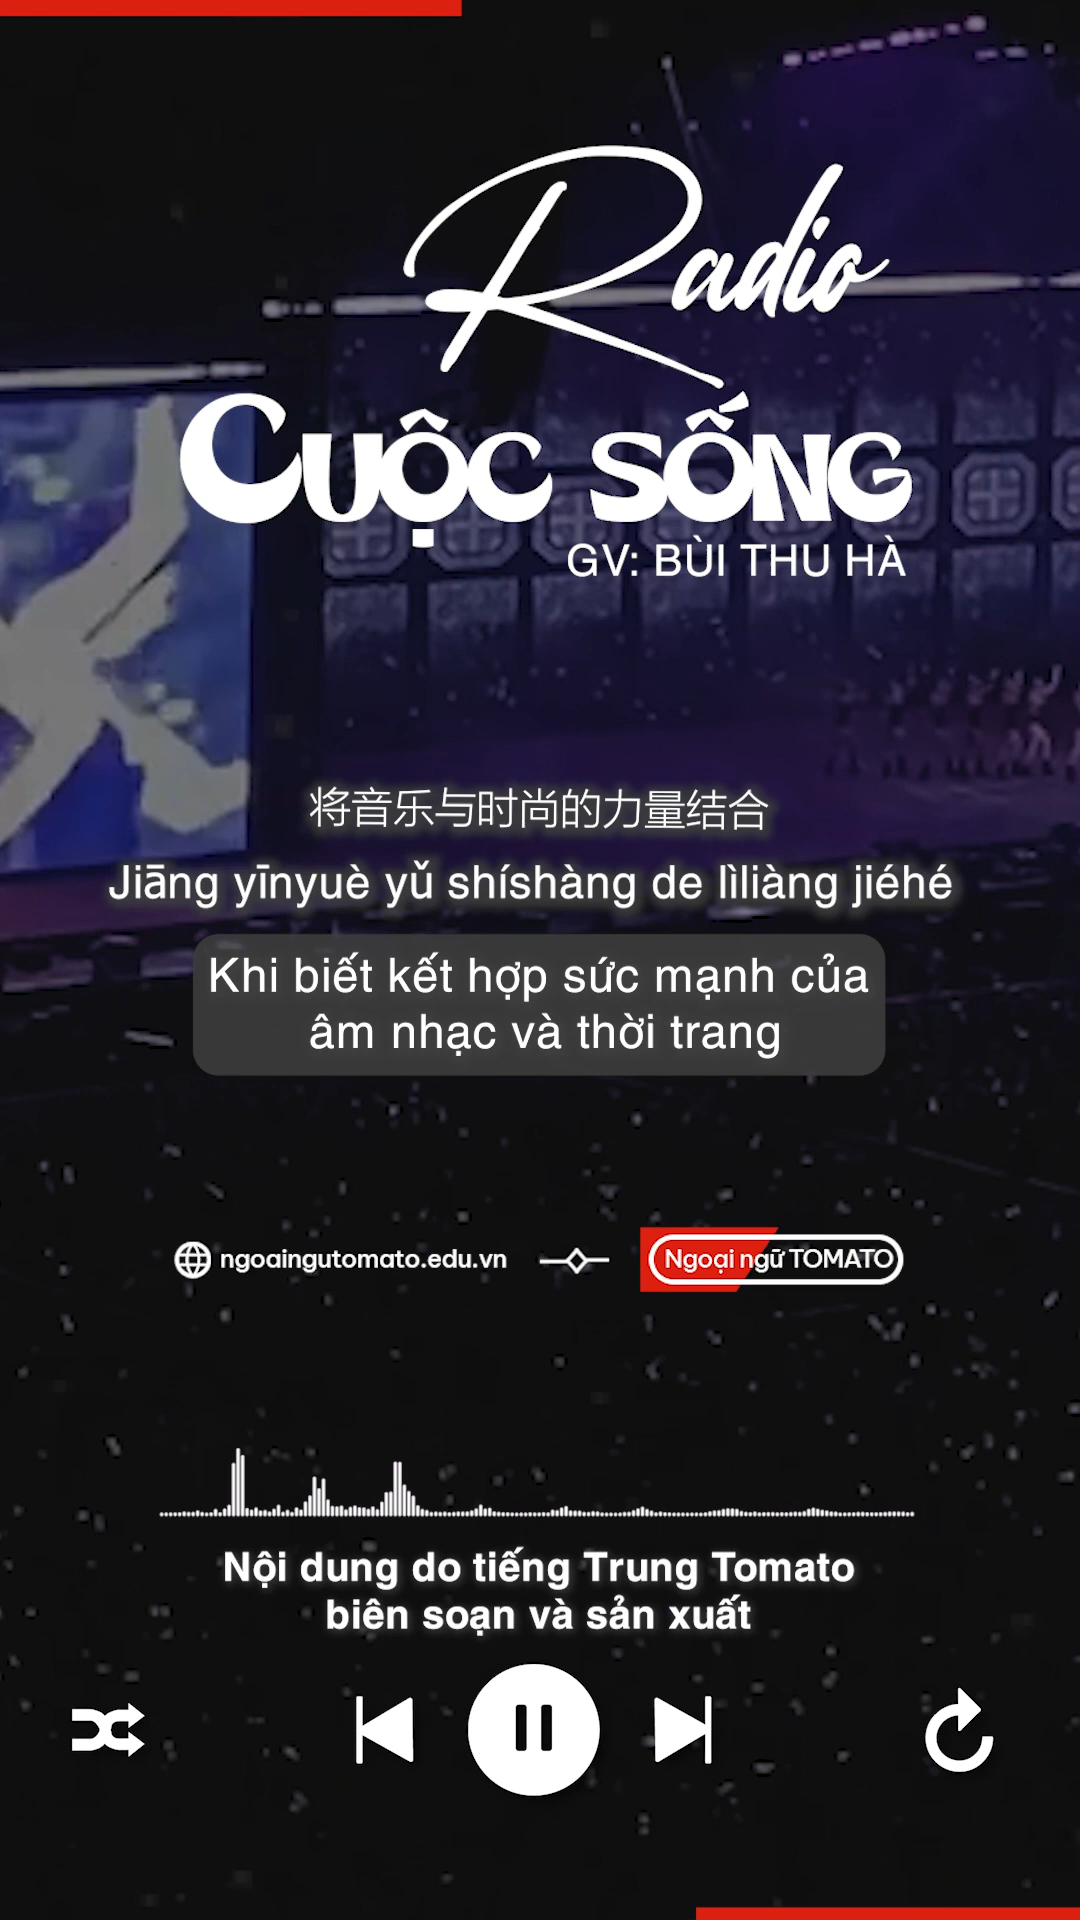 Radio
CUỘC SỐNG
GV: BÙI THU HÀ
将音乐与时尚的力量结合
Jiāng yīnyuè yǔ shíshàng de lìliàng jiéhé
Khi biết kết hợp sức mạnh của
âm nhạc và thời trang
ngoaingutomato.edu.vn
Ngoại ngữ TOMATO
Nội dung do tiếng Trung Tomato
biên soạn và sản xuất